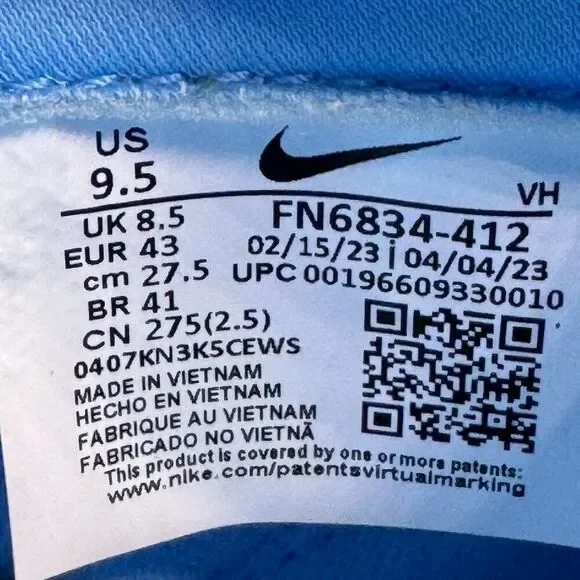 US
9.5
VH
UK 8.5
FN6834-412
EUR 43
02/15/23 | 04/04/23
cm 27.5
UPC 00196609330010
BR 41
CN 275(2.5)
0407KN3K5CEWS
MADE IN VIETNAM
HECHO EN VIETNAM
FABRIQUE AU VIETNAM
FABRICADO NO VIETNÃ
This product is covered by one or more patents:
www.nike.com/patentsvirtualmarking